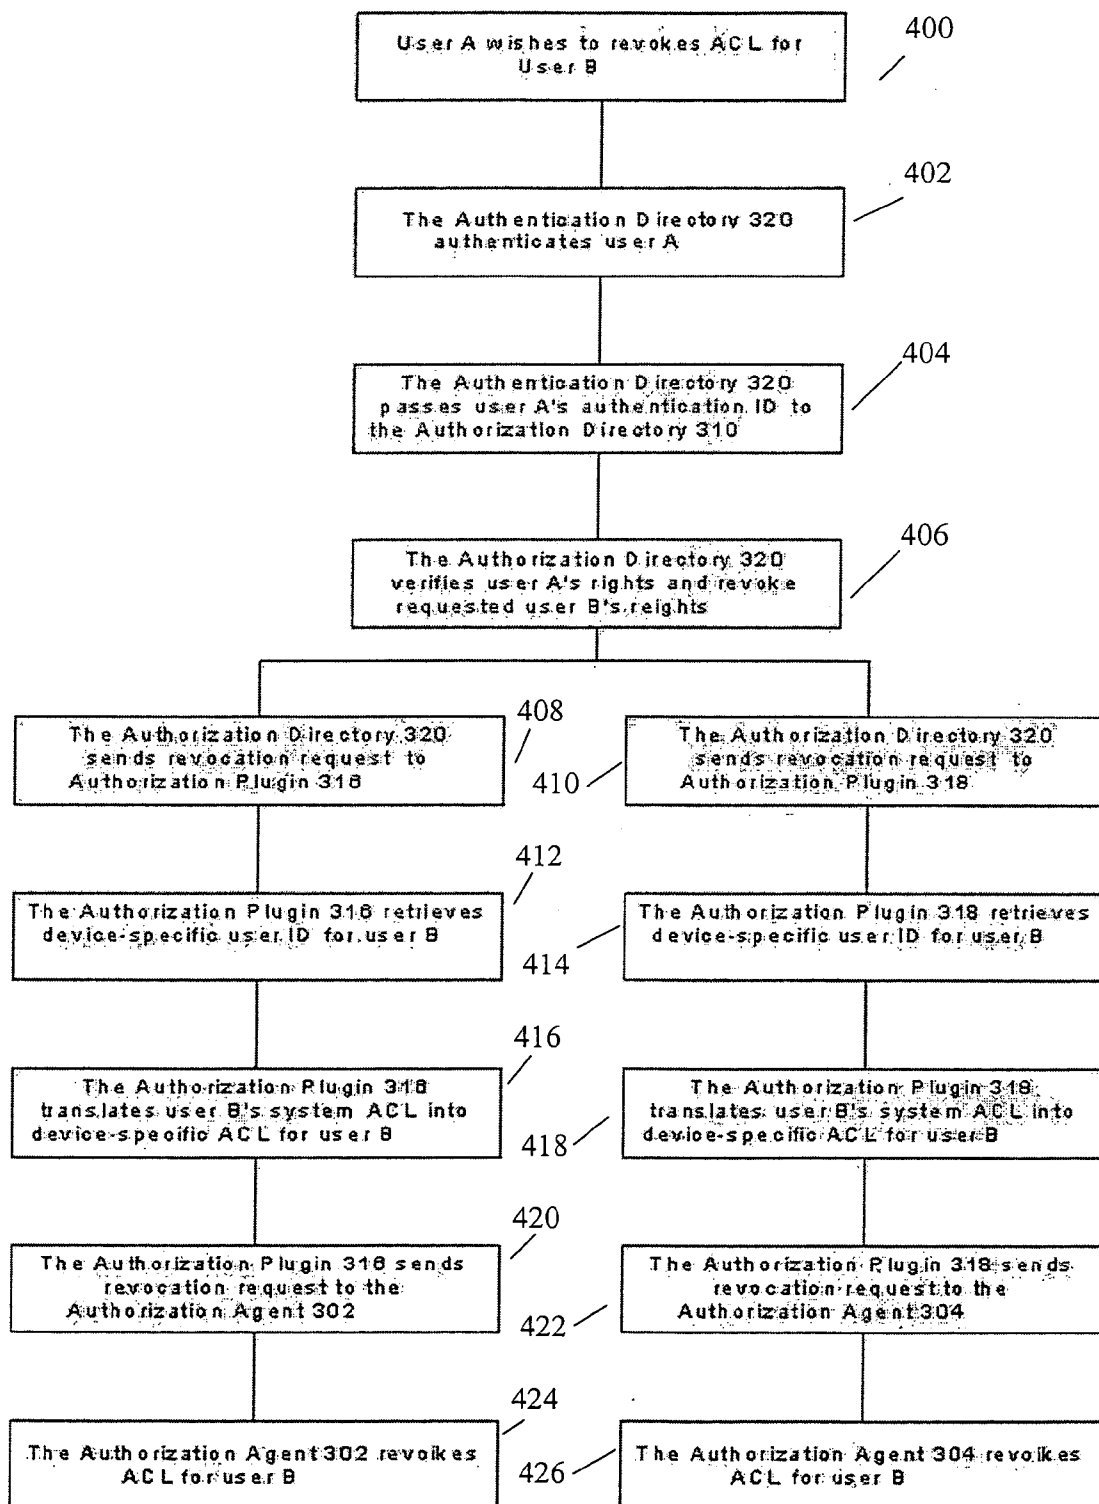 User A wishes to revokes ACL for
User B
400
402
The Authentication Directory 320
authenticates user A
404
The Authentication Directory 320
passes user A's authentication ID to
the Authorization Directory 310
406
The Authorization Directory 320
verifies user A's rights and revoke
requested user B's reights
408
The Authorization Directory 320
sends revocation request to
Authorization Plugin 316
410
The Authorization Directory 320
sends revocation request to
Authorization Plugin 318
412
The Authorization Plugin 316 retrieves
device-specific user ID for user B
414
The Authorization Plugin 318 retrieves
device-specific user ID for user B
416
The Authorization Plugin 316
translates user B's system ACL into
device-specific ACL for user B
418
The Authorization Plugin 318
translates user B's system ACL into
device-specific ACL for user B
420
The Authorization Plugin 316 sends
revocation request to the
Authorization Agent 302
422
The Authorization Plugin 318 sends
revocation request to the
Authorization Agent 304
424
The Authorization Agent 302 revoikes
ACL for user B
426
The Authorization Agent 304 revoikes
ACL for user B